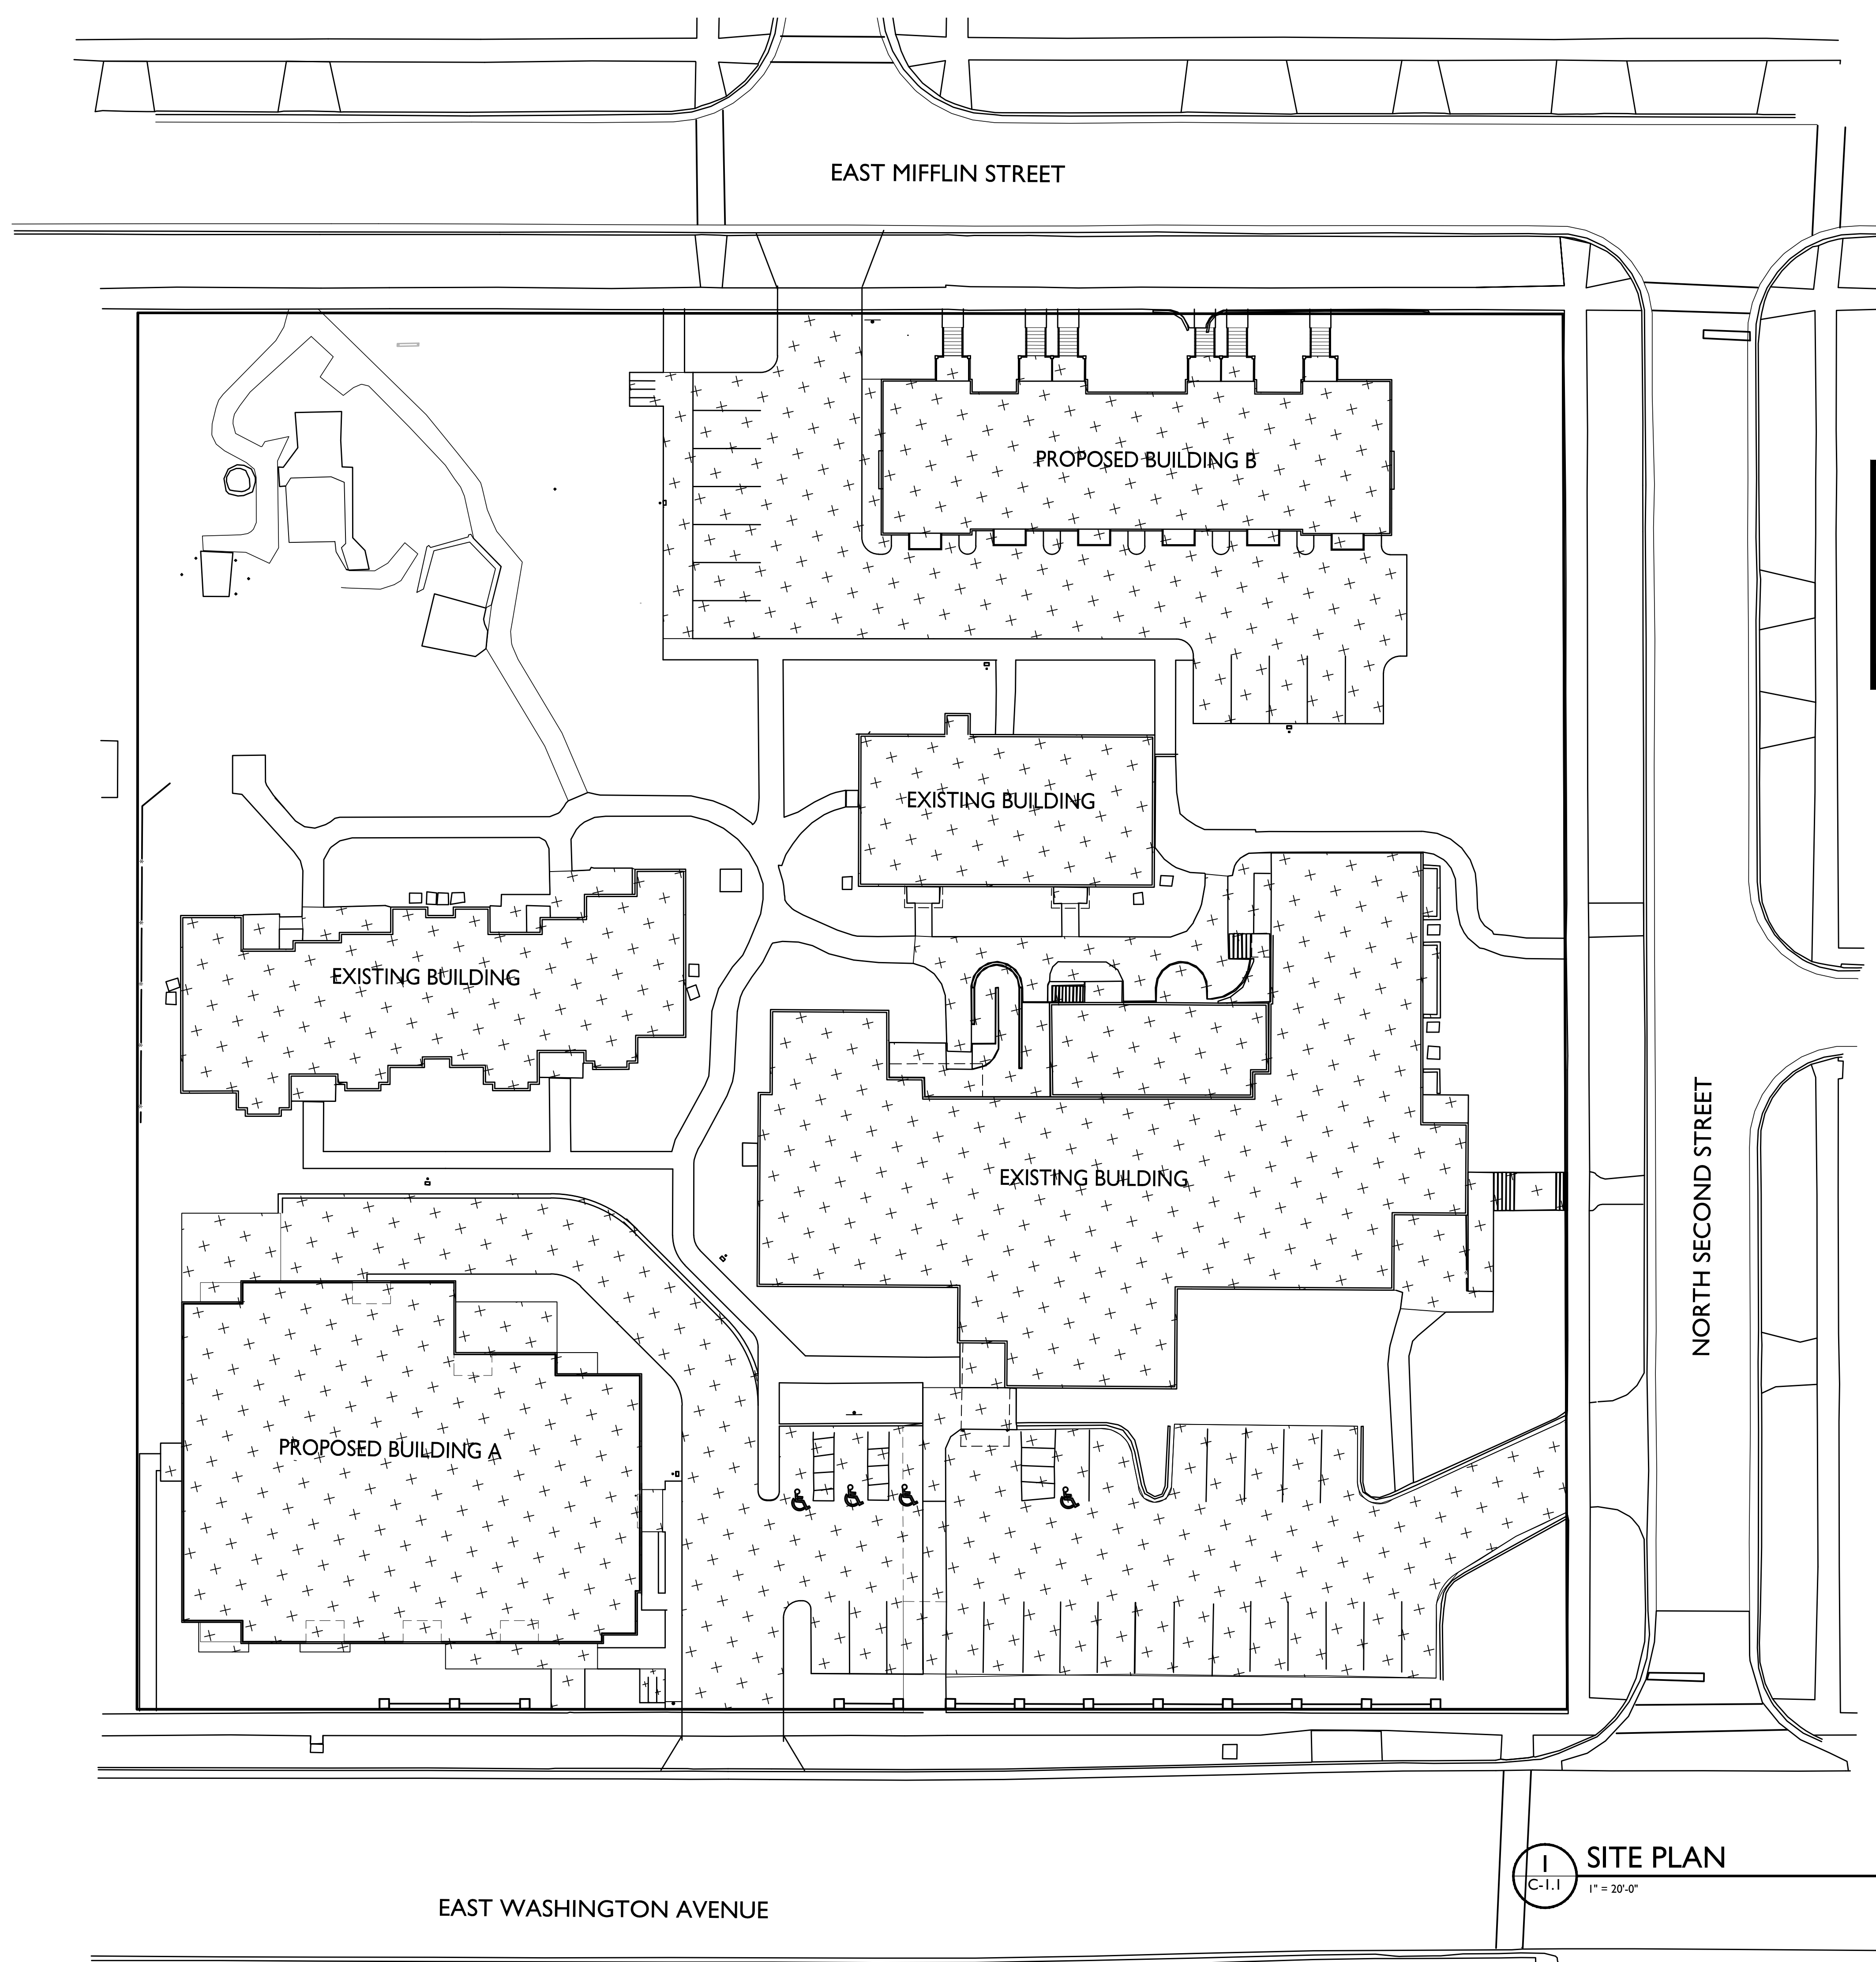 EAST MIFFLIN STREET
PROPOSED BUILDING B
EXISTING BUILDING
EXISTING BUILDING
NORTH SECOND STREET
EXISTING BUILDING
PROPOSED BUILDING A
1
C-1.1
SITE PLAN
1" = 20'-0"
EAST WASHINGTON AVENUE